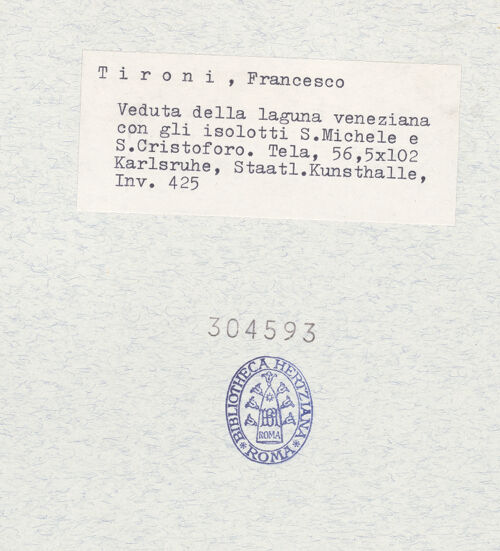 T i r o n i , Francesco
Veduta della laguna veneziana
con gli isolotti S.Michele e
S.Cristoforo. Tela, 56,5x102
Karlsruhe, Staatl.Kunsthalle,
Inv. 425
304593
*BIBLIOTHECA HERTZIANA*
ROMA
ROMA